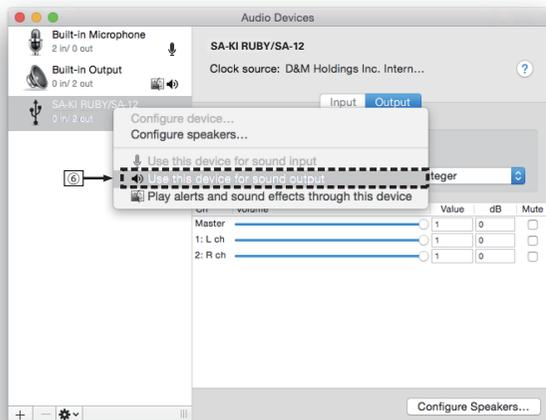 Audio Devices
Built-in Microphone
2 in/ 0 out
Built-in Output
0 in/ 2 out
SA-KI RUBY/SA-12
0 in/ 2 out
SA-KI RUBY/SA-12
Clock source: D&M Holdings Inc. Intern...
?
Input Output
Configure device...
Configure speakers...
Use this device for sound input
⑥ Use this device for sound output
Play alerts and sound effects through this device
teger
Ch Volume Value dB Mute
Master 1 0
1: L ch 1 0
2: R ch 1 0
Configure Speakers...